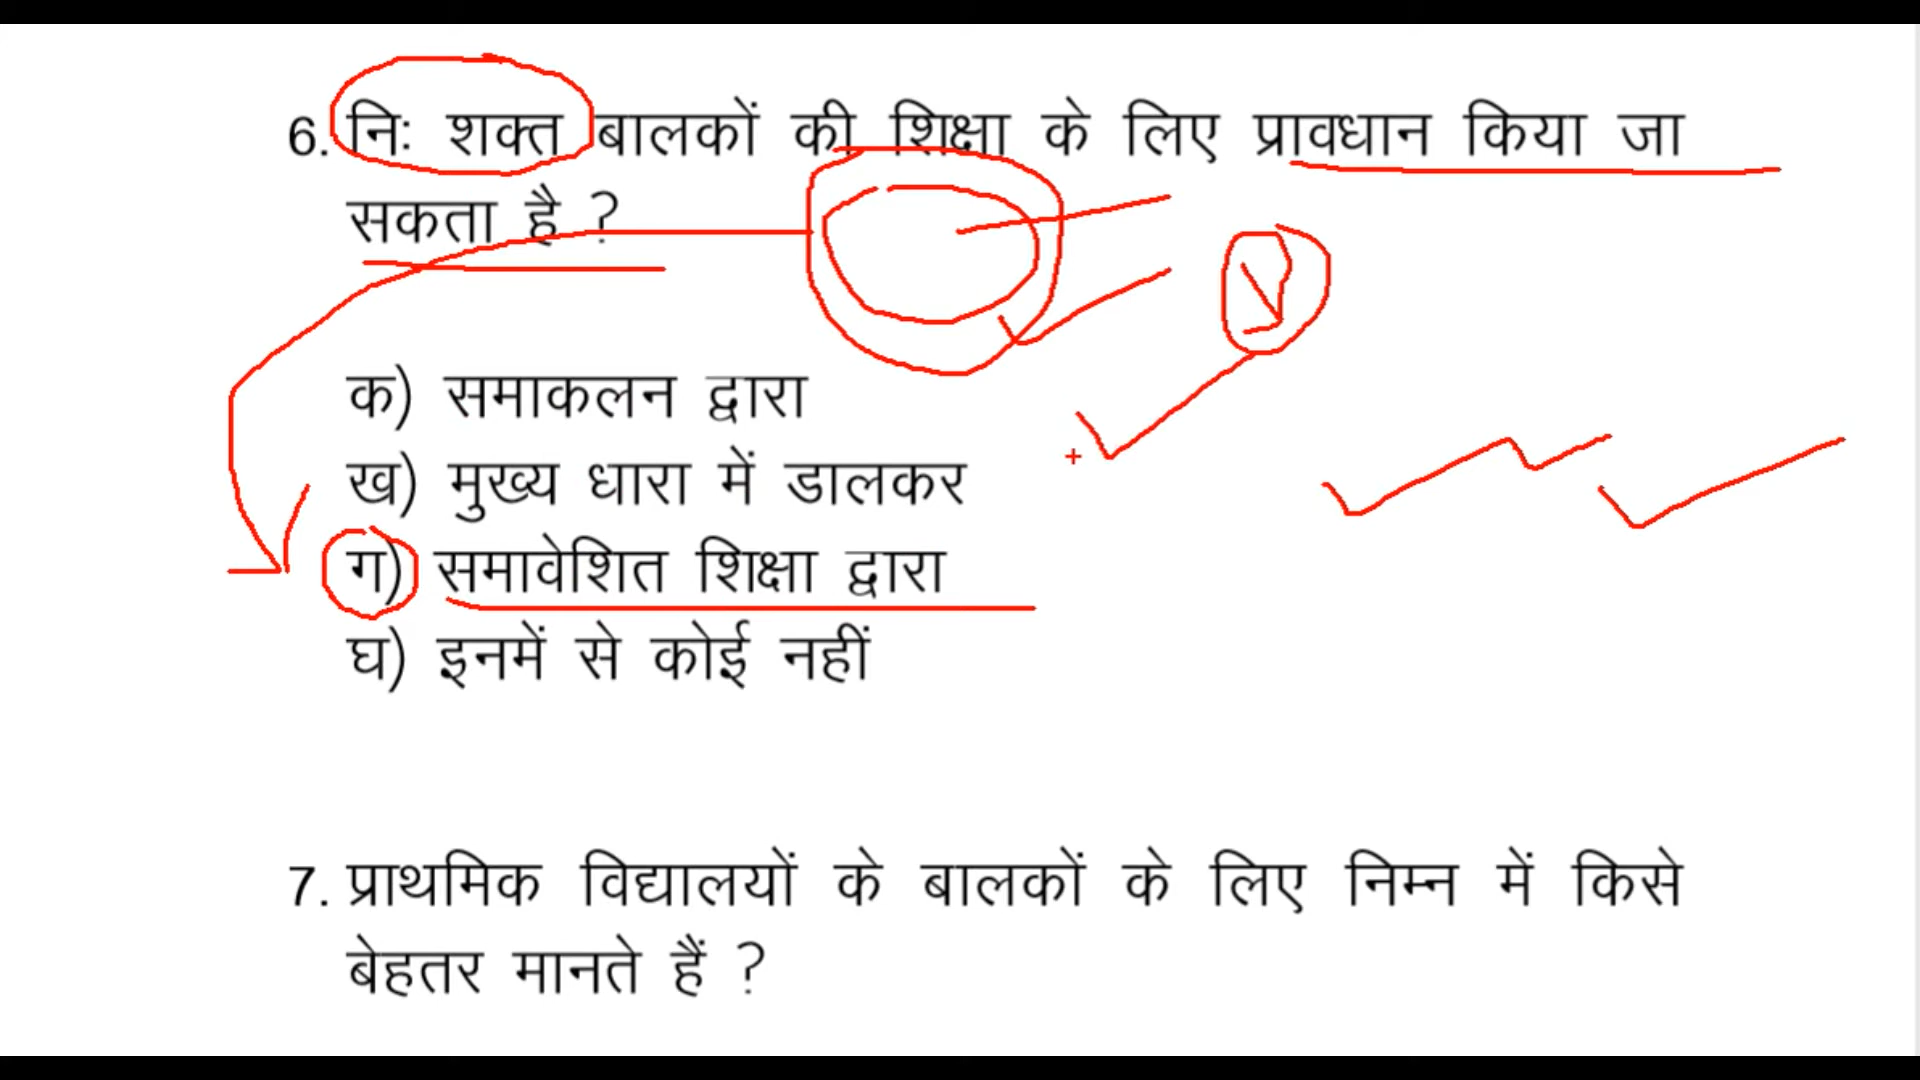 6. निः शक्त बालकों की शिक्षा के लिए प्रावधान किया जा
सकता है ?
क) समाकलन द्वारा
ख) मुख्य धारा में डालकर
ग) समावेशित शिक्षा द्वारा
घ) इनमें से कोई नहीं
7. प्राथमिक विद्यालयों के बालकों के लिए निम्न में किसे
बेहतर मानते हैं ?